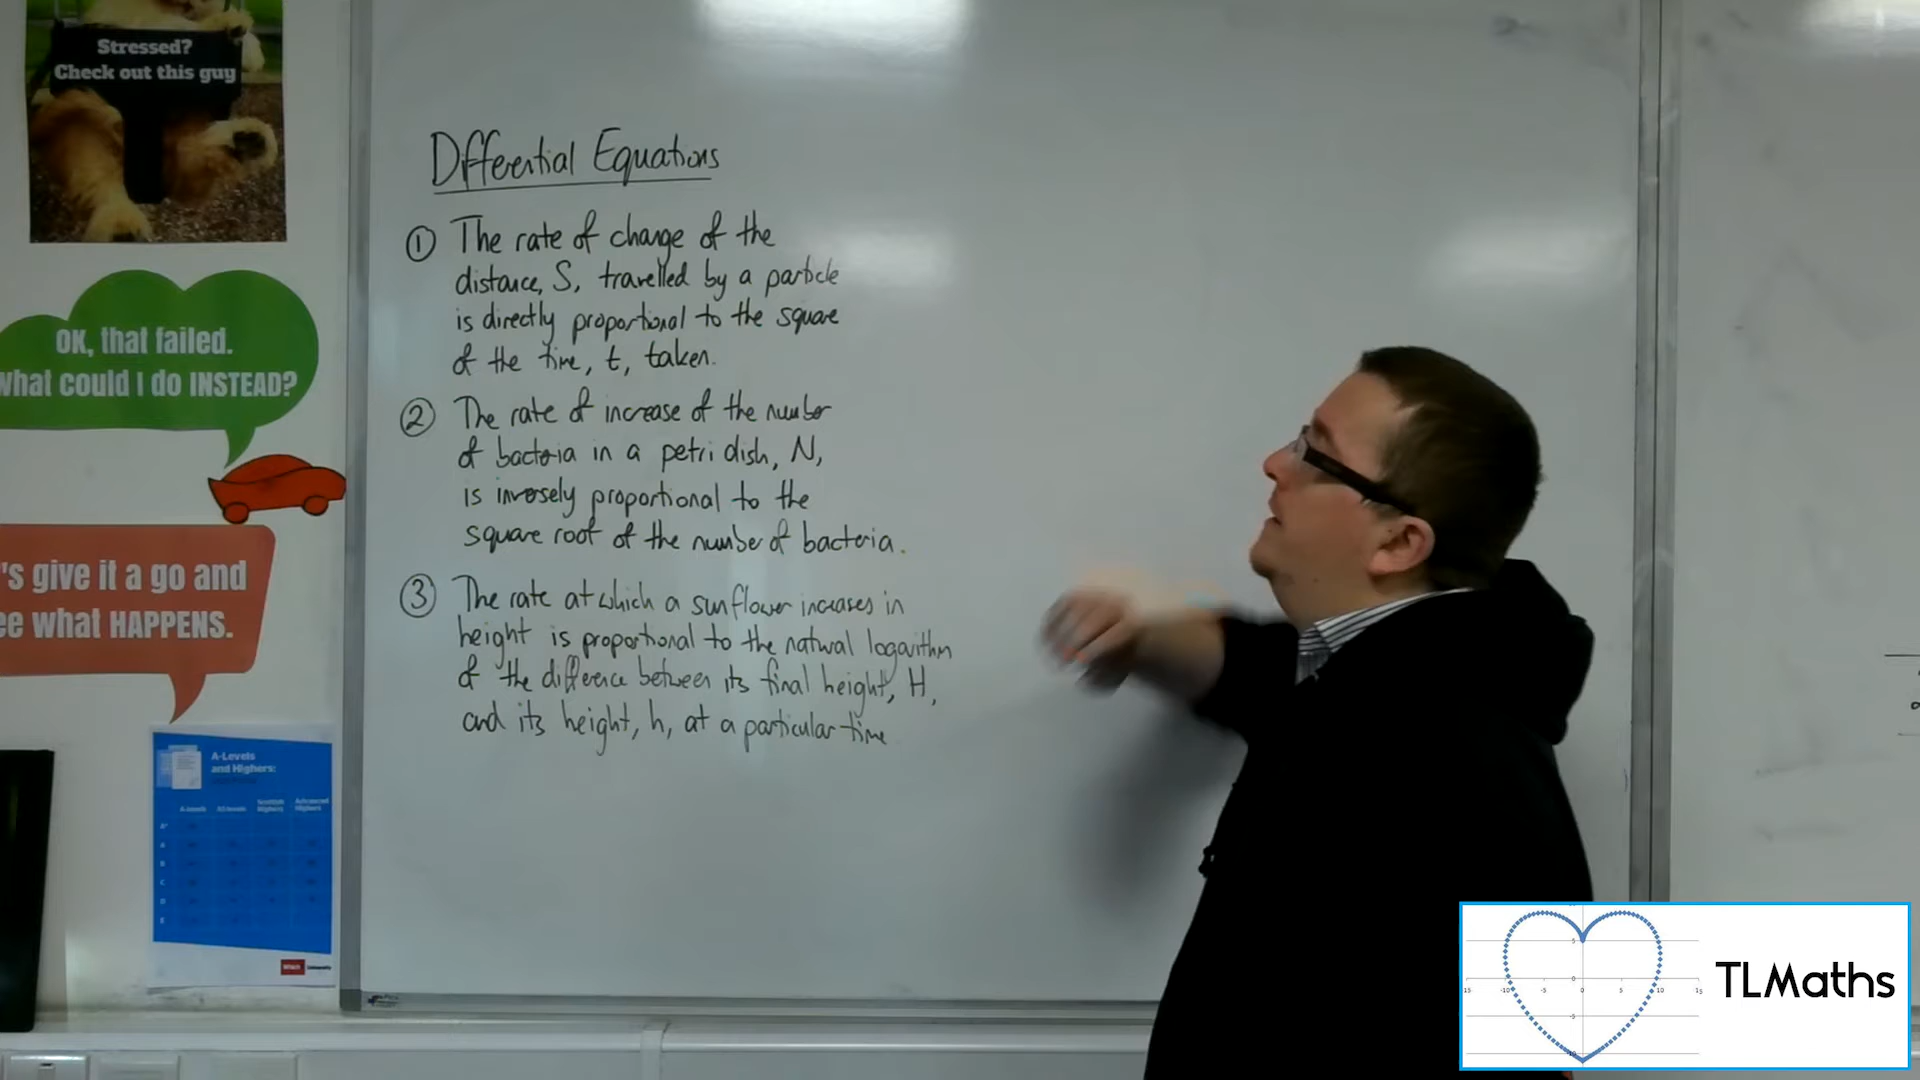 Stressed?
Check out this guy
OK, that failed.
what could I do INSTEAD?
's give it a go and
ee what HAPPENS.
A-Levels
and Highers:
Differential Equations
① The rate of change of the
distance, S, travelled by a particle
is directly proportional to the square
of the time, t, taken.
② The rate of increase of the number
of bacteria in a petri dish, N,
is inversely proportional to the
square root of the number of bacteria.
③ The rate at which a sunflower increases in
height is proportional to the natural logarithm
of the difference between its final height, H,
and its height, h, at a particular time
TLMaths